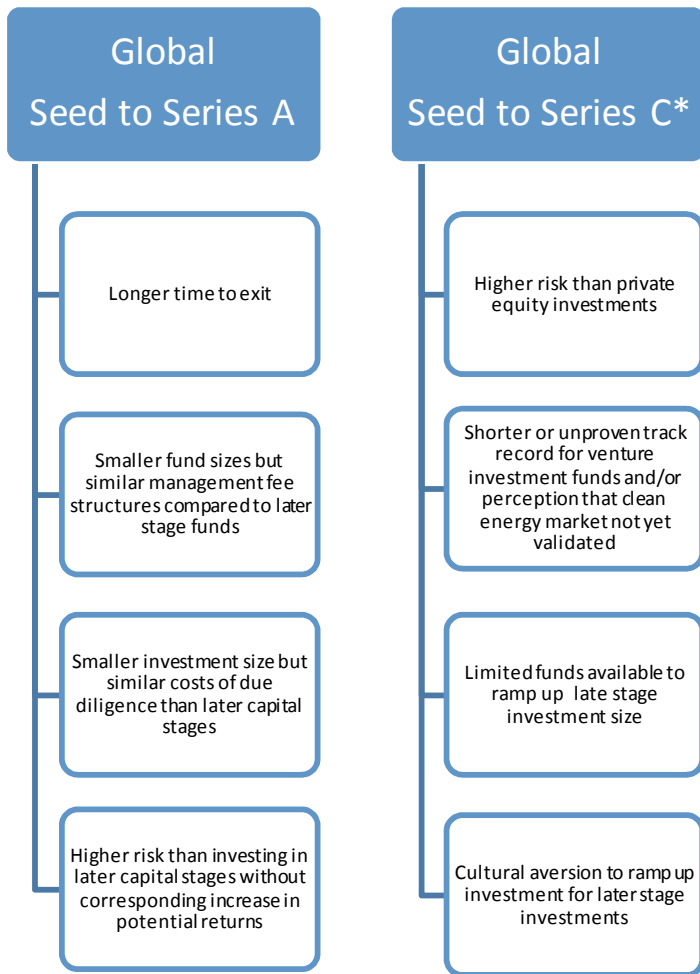 Global
Seed to Series A
Longer time to exit
Smaller fund sizes but
similar management fee
structures compared to later
stage funds
Smaller investment size but
similar costs of due
diligence than later capital
stages
Higher risk than investing in
later capital stages without
corresponding increase in
potential returns
Global
Seed to Series C*
Higher risk than private
equity investments
Shorter or unproven track
record for venture
investment funds and/or
perception that clean
energy market not yet
validated
Limited funds available to
ramp up late stage
investment size
Cultural aversion to ramp up
investment for later stage
investments